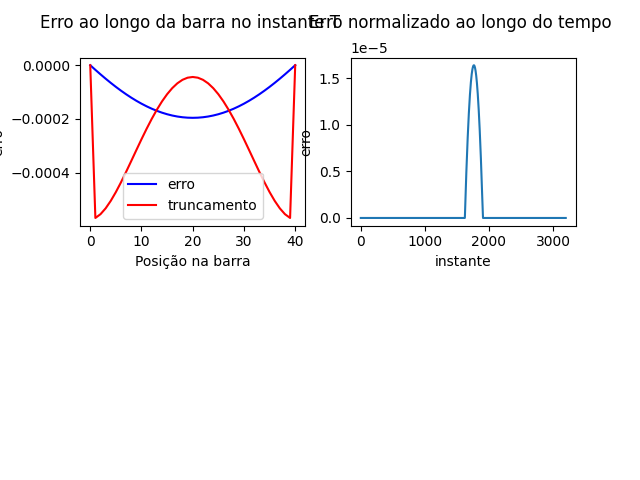 Erro ao longo da barra no instante T
Erro normalizado ao longo do tempo
1e−5
0.0000
−0.0002
−0.0004
erro
erro
truncamento
0 10 20 30 40
Posição na barra
1.5
1.0
0.5
0.0
erro
0 1000 2000 3000
instante